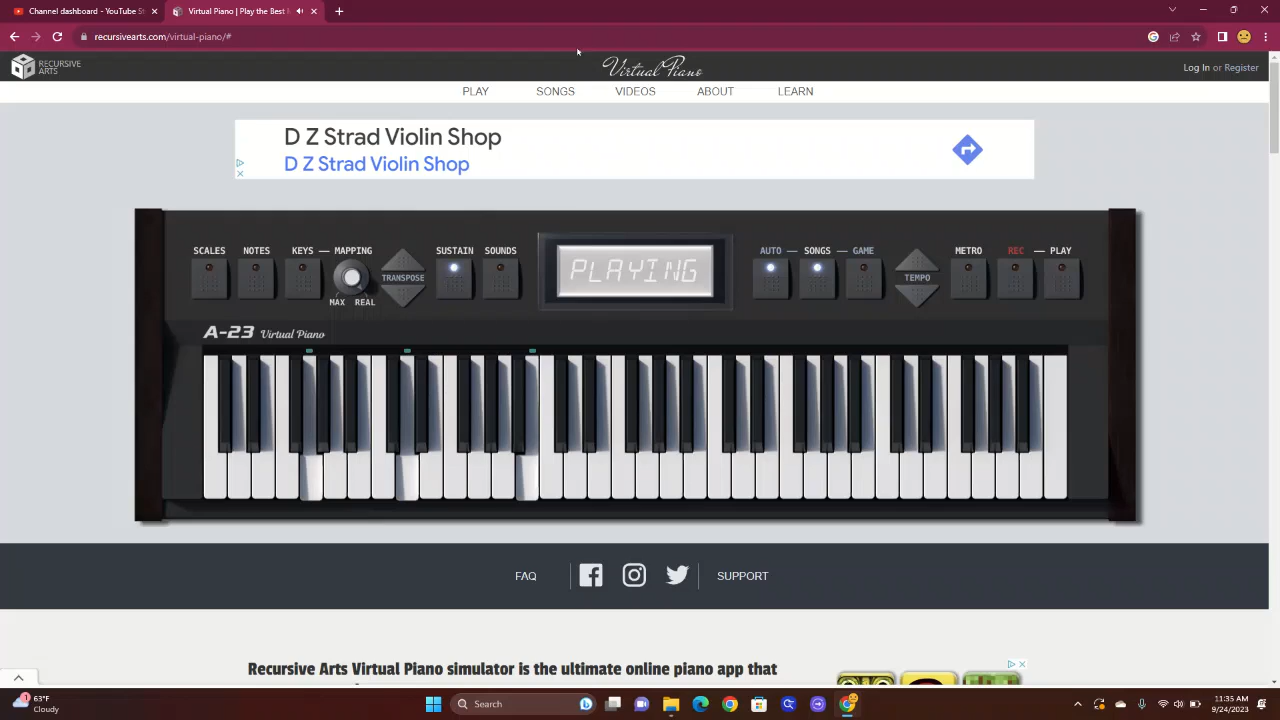 Channel dashboard - YouTube St
Virtual Piano | Play the Best
recursivearts.com/virtual-piano/#
RECURSIVE
ARTS
Virtual Piano
Log In or Register
PLAY SONGS VIDEOS ABOUT LEARN
D Z Strad Violin Shop
D Z Strad Violin Shop
SCALES NOTES KEYS — MAPPING SUSTAIN SOUNDS AUTO — SONGS — GAME METRO REC — PLAY
PLAYING
TRANSPOSE TEMPO
MAX REAL
A-23 Virtual Piano
FAQ SUPPORT
Recursive Arts Virtual Piano simulator is the ultimate online piano app that
63°F
Cloudy
Search
11:35 AM
9/24/2023